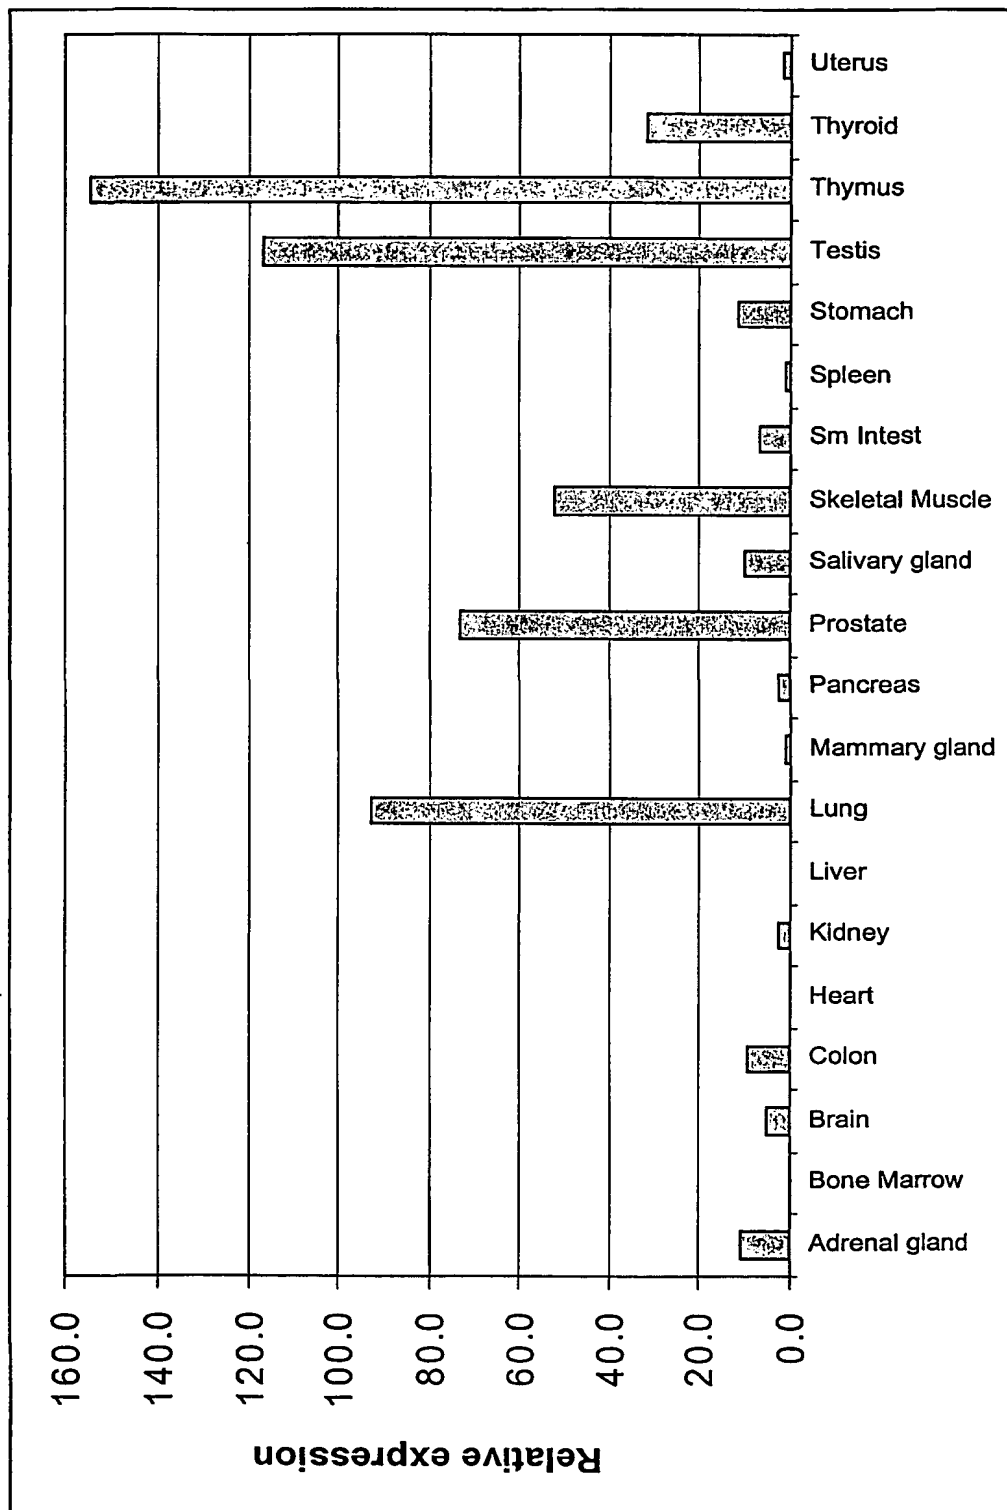 Uterus
Thyroid
Thymus
Testis
Stomach
Spleen
Sm Intest
Skeletal Muscle
Salivary gland
Prostate
Pancreas
Mammary gland
Lung
Liver
Kidney
Heart
Colon
Brain
Bone Marrow
Adrenal gland
160.0
140.0
120.0
100.0
80.0
60.0
40.0
20.0
0.0
Relative expression